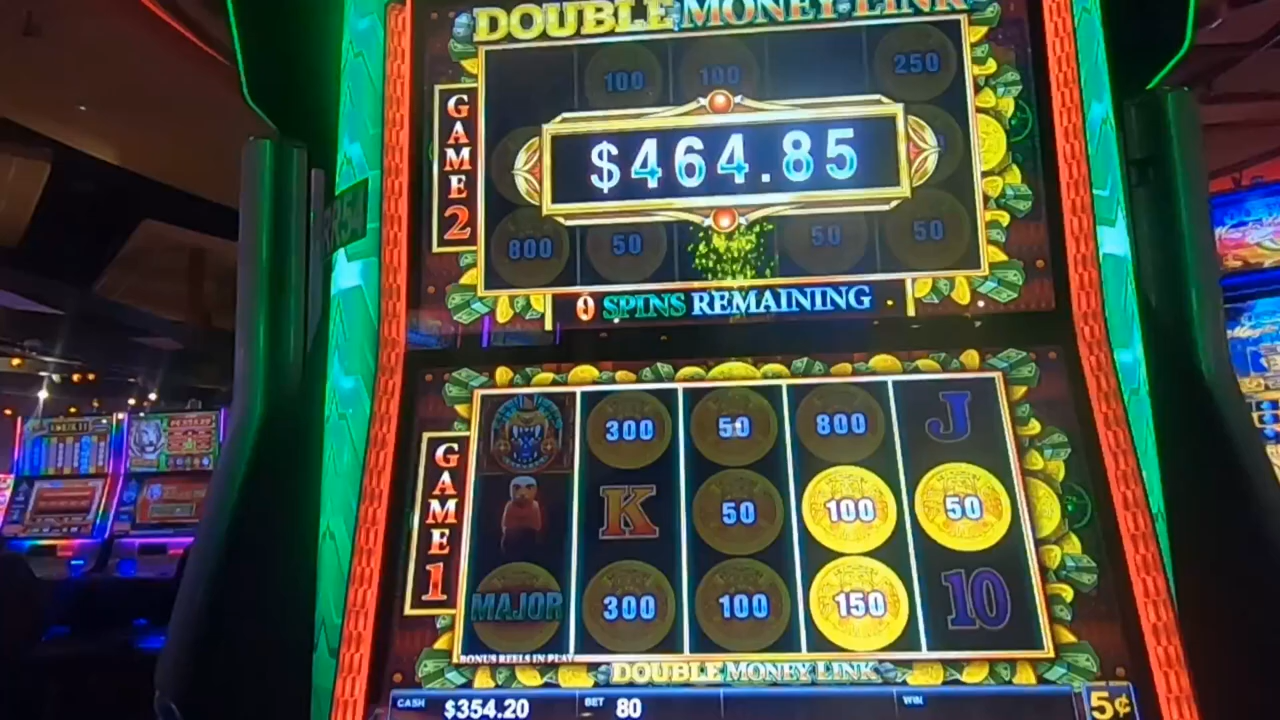 DOUBLE MONEY LINK
GAME 2
100 100 250
$464.85
800 50 50 50
0 SPINS REMAINING
GAME 1
300 50 800 J
K 50 100 50
MAJOR 300 100 150 10
BONUS REELS IN PLAY
DOUBLE MONEY LINK
CASH $354.20 BET 80 WIN 5¢